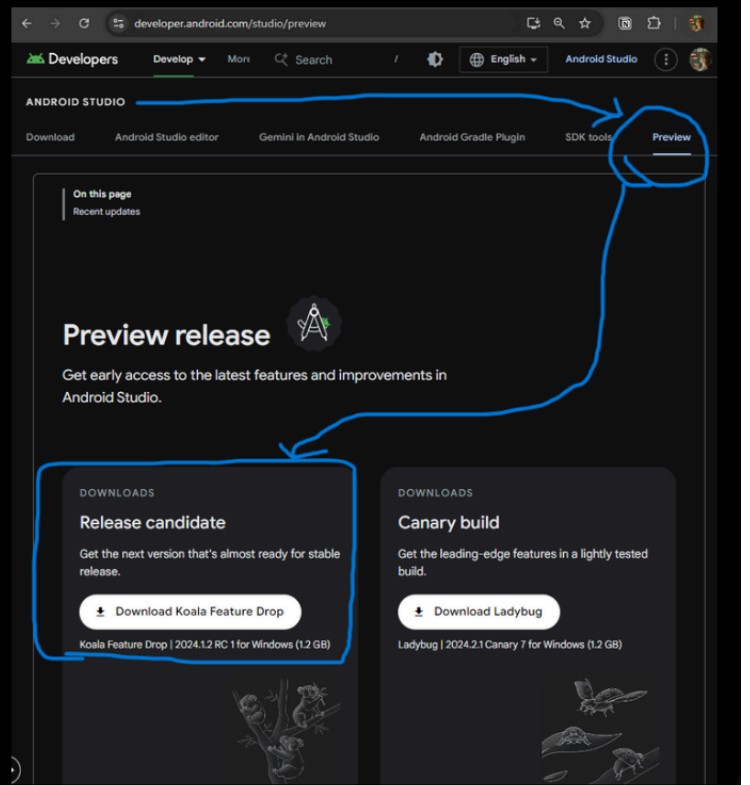 developer.android.com/studio/preview
Developers Develop More Search / English Android Studio
ANDROID STUDIO
Download Android Studio editor Gemini in Android Studio Android Gradle Plugin SDK tools Preview
On this page
Recent updates
Preview release
Get early access to the latest features and improvements in
Android Studio.
DOWNLOADS
Release candidate
Get the next version that's almost ready for stable
release.
Download Koala Feature Drop
Koala Feature Drop | 2024.1.2 RC 1 for Windows (1.2 GB)
DOWNLOADS
Canary build
Get the leading-edge features in a lightly tested
build.
Download Ladybug
Ladybug | 2024.2.1 Canary 7 for Windows (1.2 GB)